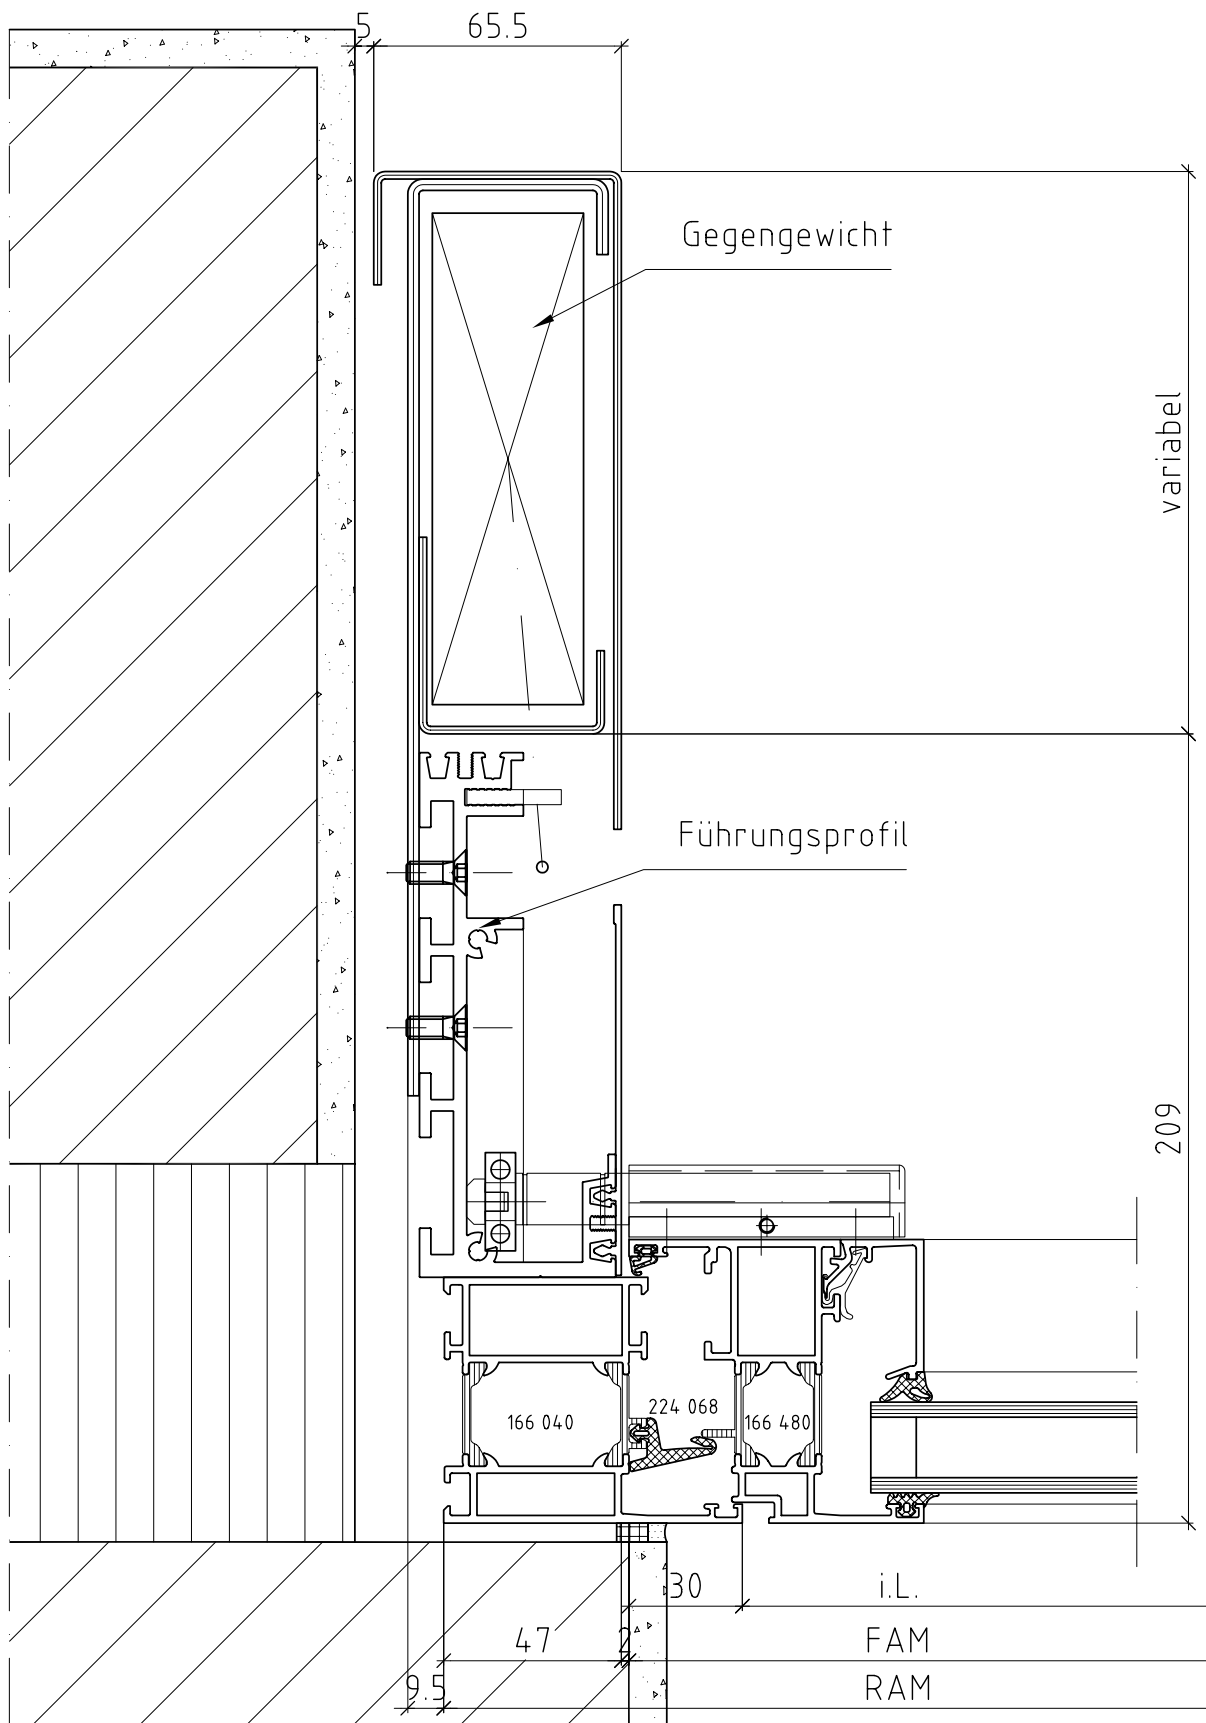 5
65.5
Gegengewicht
variabel
Führungsprofil
209
224 068
166 040
166 480
30
i.L.
47
2
FAM
9.5
RAM